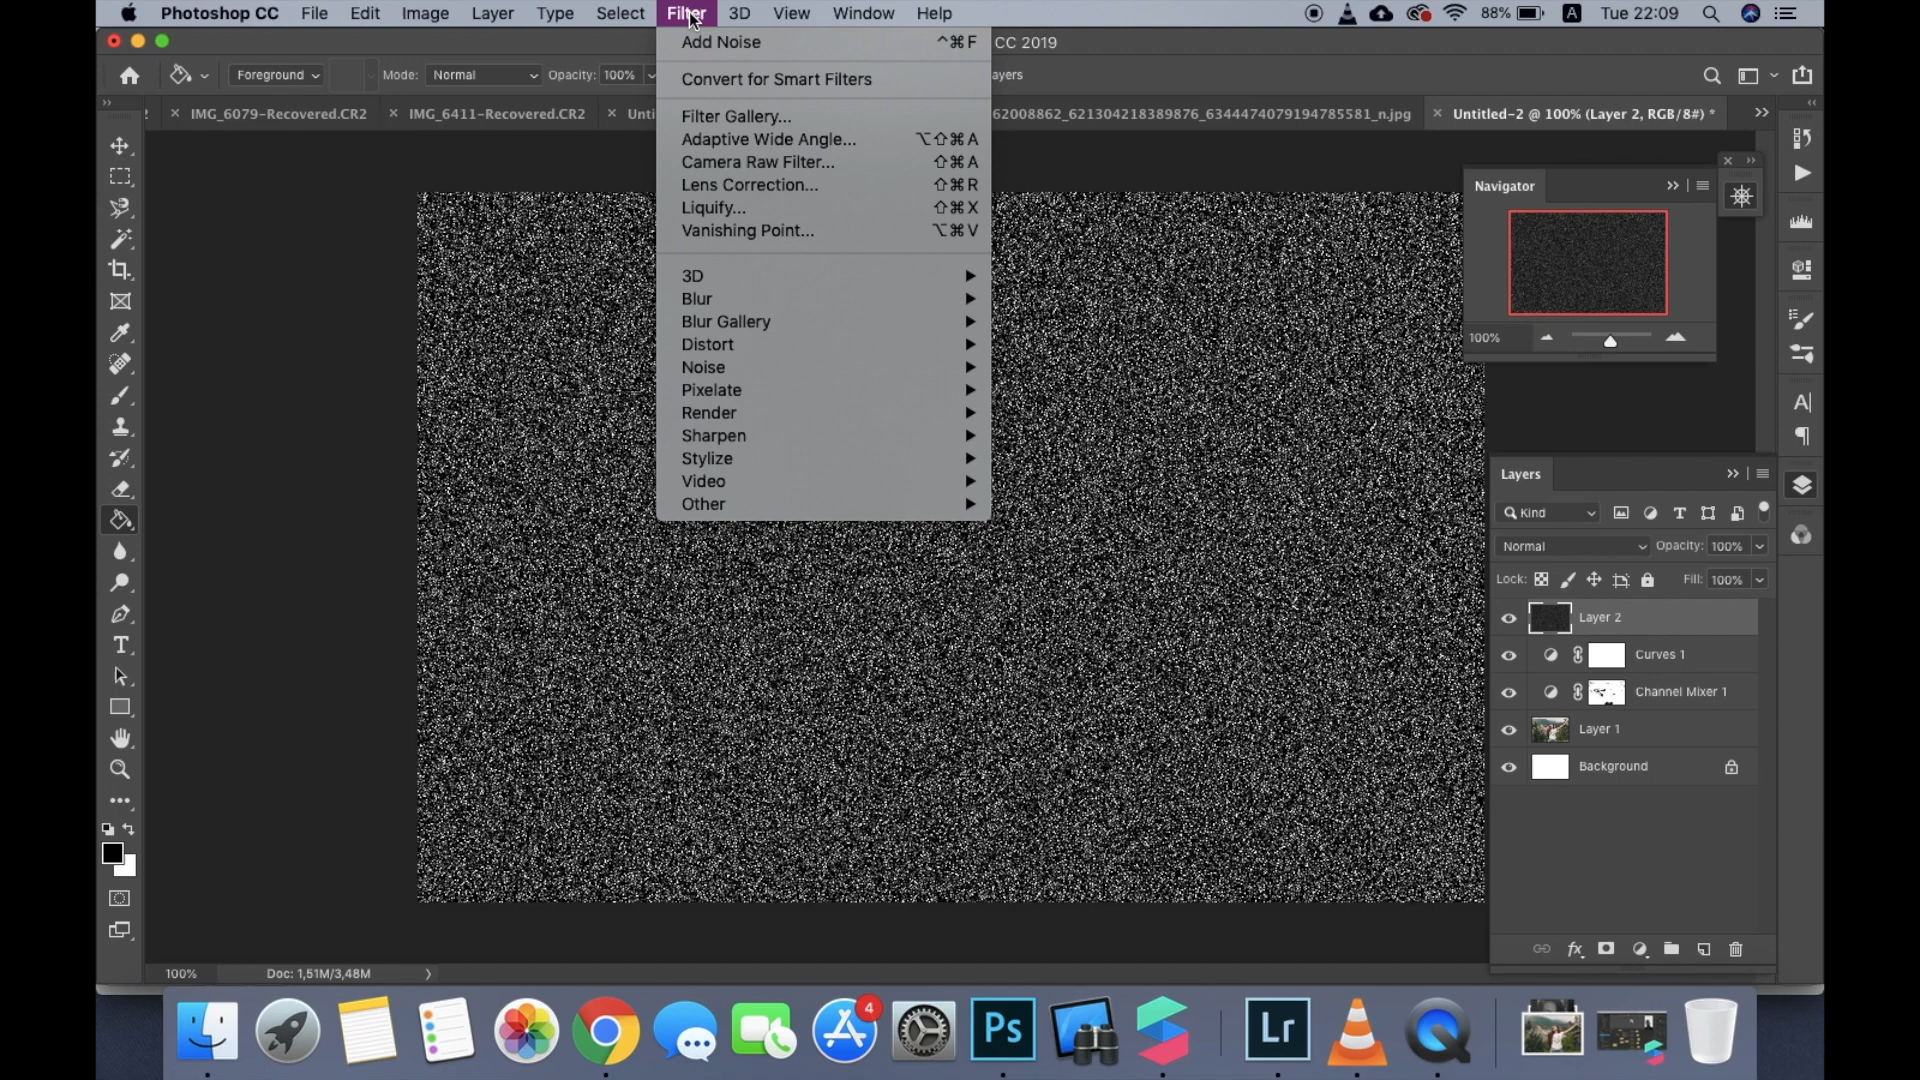 Photoshop CC File Edit Image Layer Type Select Filter 3D View Window Help 88% A Tue 22:09
CC 2019
Foreground Mode: Normal Opacity: 100% ayers
2 × IMG_6079-Recovered.CR2 × IMG_6411-Recovered.CR2 × Unti 62008862_621304218389876_6344474079194785581_n.jpg × Untitled-2 @ 100% (Layer 2, RGB/8#) *
Add Noise ^⌘F
Convert for Smart Filters
Filter Gallery...
Adaptive Wide Angle... ⌥⇧⌘A
Camera Raw Filter... ⇧⌘A
Lens Correction... ⇧⌘R
Liquify... ⇧⌘X
Vanishing Point... ⌥⌘V
3D
Blur
Blur Gallery
Distort
Noise
Pixelate
Render
Sharpen
Stylize
Video
Other
Navigator
100%
Layers
Kind
Normal Opacity: 100%
Lock: Fill: 100%
Layer 2
Curves 1
Channel Mixer 1
Layer 1
Background
fx
100% Doc: 1,51M/3,48M
4
Ps
Lr